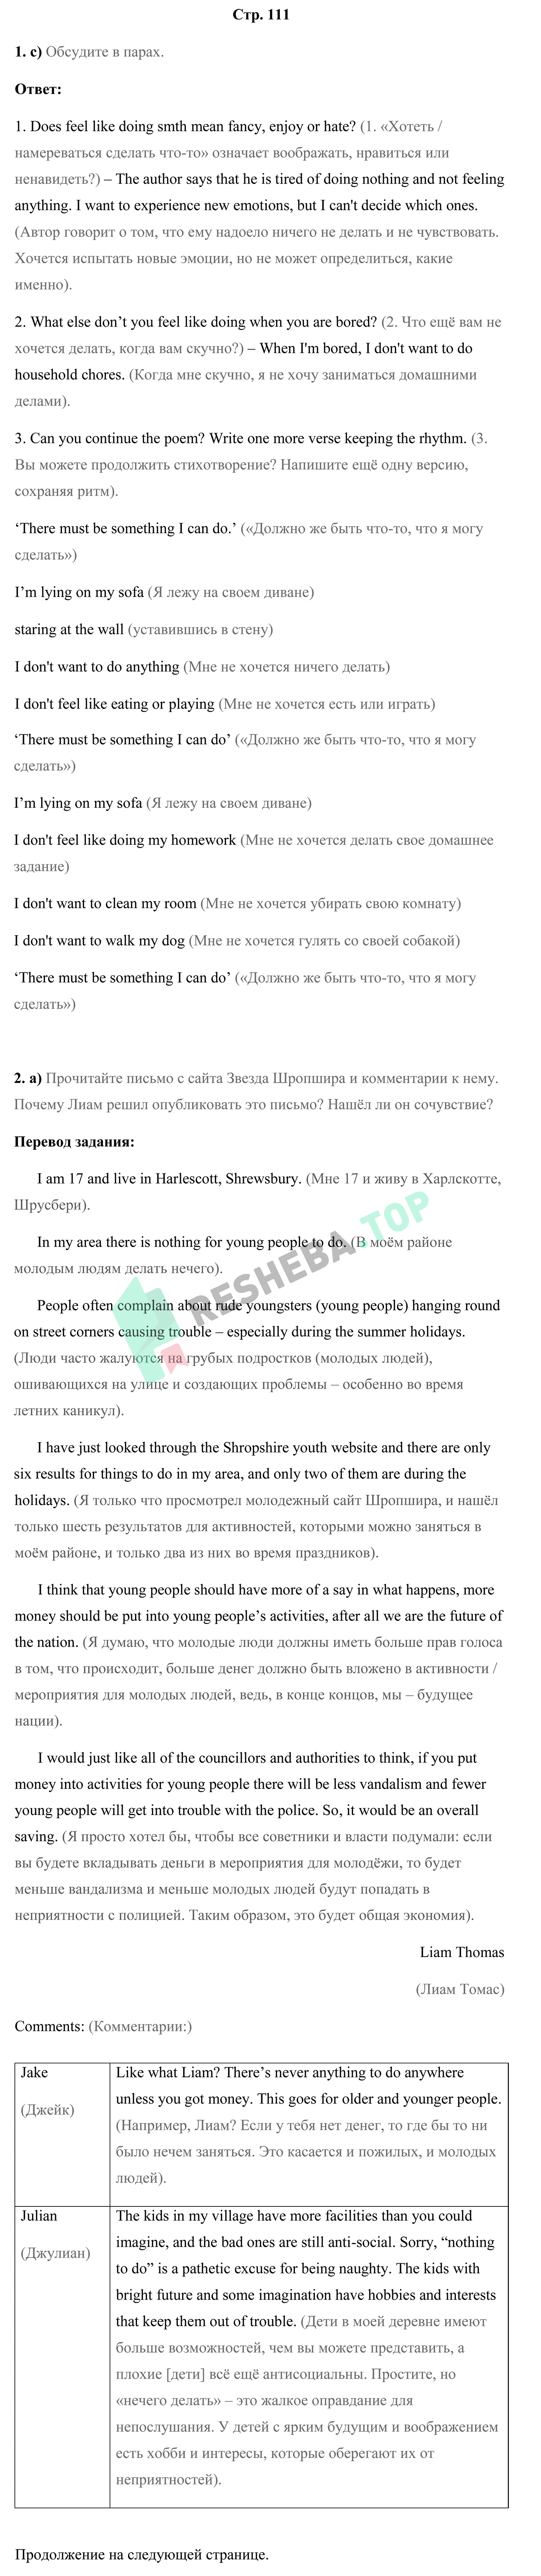 Стр. 111
1. c) Обсудите в парах.
Ответ:
1. Does feel like doing smth mean fancy, enjoy or hate? (1. «Хотеть /
намереваться сделать что-то» означает воображать, нравиться или
ненавидеть?) – The author says that he is tired of doing nothing and not feeling
anything. I want to experience new emotions, but I can't decide which ones.
(Автор говорит о том, что ему надоело ничего не делать и не чувствовать.
Хочется испытать новые эмоции, но не может определиться, какие
именно).
2. What else don’t you feel like doing when you are bored? (2. Что ещё вам не
хочется делать, когда вам скучно?) – When I'm bored, I don't want to do
household chores. (Когда мне скучно, я не хочу заниматься домашними
делами).
3. Can you continue the poem? Write one more verse keeping the rhythm. (3.
Вы можете продолжить стихотворение? Напишите ещё одну версию,
сохраняя ритм).
‘There must be something I can do.’ («Должно же быть что-то, что я могу
сделать»)
I’m lying on my sofa (Я лежу на своем диване)
staring at the wall (уставившись в стену)
I don't want to do anything (Мне не хочется ничего делать)
I don't feel like eating or playing (Мне не хочется есть или играть)
‘There must be something I can do’ («Должно же быть что-то, что я могу
сделать»)
I’m lying on my sofa (Я лежу на своем диване)
I don't feel like doing my homework (Мне не хочется делать свое домашнее
задание)
I don't want to clean my room (Мне не хочется убирать свою комнату)
I don't want to walk my dog (Мне не хочется гулять со своей собакой)
‘There must be something I can do’ («Должно же быть что-то, что я могу
сделать»)
2. a) Прочитайте письмо с сайта Звезда Шропшира и комментарии к нему.
Почему Лиам решил опубликовать это письмо? Нашёл ли он сочувствие?
Перевод задания:
I am 17 and live in Harlescott, Shrewsbury. (Мне 17 и живу в Харлскотте,
Шрусбери).
In my area there is nothing for young people to do. (В моём районе
молодым людям делать нечего).
People often complain about rude youngsters (young people) hanging round
on street corners causing trouble – especially during the summer holidays.
(Люди часто жалуются на грубых подростков (молодых людей),
ошивающихся на улице и создающих проблемы – особенно во время
летних каникул).
RESHEBA.TOP
I have just looked through the Shropshire youth website and there are only
six results for things to do in my area, and only two of them are during the
holidays. (Я только что просмотрел молодежный сайт Шропшира, и нашёл
только шесть результатов для активностей, которыми можно заняться в
моём районе, и только два из них во время праздников).
I think that young people should have more of a say in what happens, more
money should be put into young people’s activities, after all we are the future of
the nation. (Я думаю, что молодые люди должны иметь больше прав голоса
в том, что происходит, больше денег должно быть вложено в активности /
мероприятия для молодых людей, ведь, в конце концов, мы – будущее
нации).
I would just like all of the councillors and authorities to think, if you put
money into activities for young people there will be less vandalism and fewer
young people will get into trouble with the police. So, it would be an overall
saving. (Я просто хотел бы, чтобы все советники и власти подумали: если
вы будете вкладывать деньги в мероприятия для молодёжи, то будет
меньше вандализма и меньше молодых людей будут попадать в
неприятности с полицией. Таким образом, это будет общая экономия).
Liam Thomas
(Лиам Томас)
Comments: (Комментарии:)
Jake
(Джейк)
Like what Liam? There’s never anything to do anywhere
unless you got money. This goes for older and younger people.
(Например, Лиам? Если у тебя нет денег, то где бы то ни
было нечем заняться. Это касается и пожилых, и молодых
людей).
Julian
(Джулиан)
The kids in my village have more facilities than you could
imagine, and the bad ones are still anti-social. Sorry, “nothing
to do” is a pathetic excuse for being naughty. The kids with
bright future and some imagination have hobbies and interests
that keep them out of trouble. (Дети в моей деревне имеют
больше возможностей, чем вы можете представить, а
плохие [дети] всё ещё антисоциальны. Простите, но
«нечего делать» – это жалкое оправдание для
непослушания. У детей с ярким будущим и воображением
есть хобби и интересы, которые оберегают их от
неприятностей).
Продолжение на следующей странице.